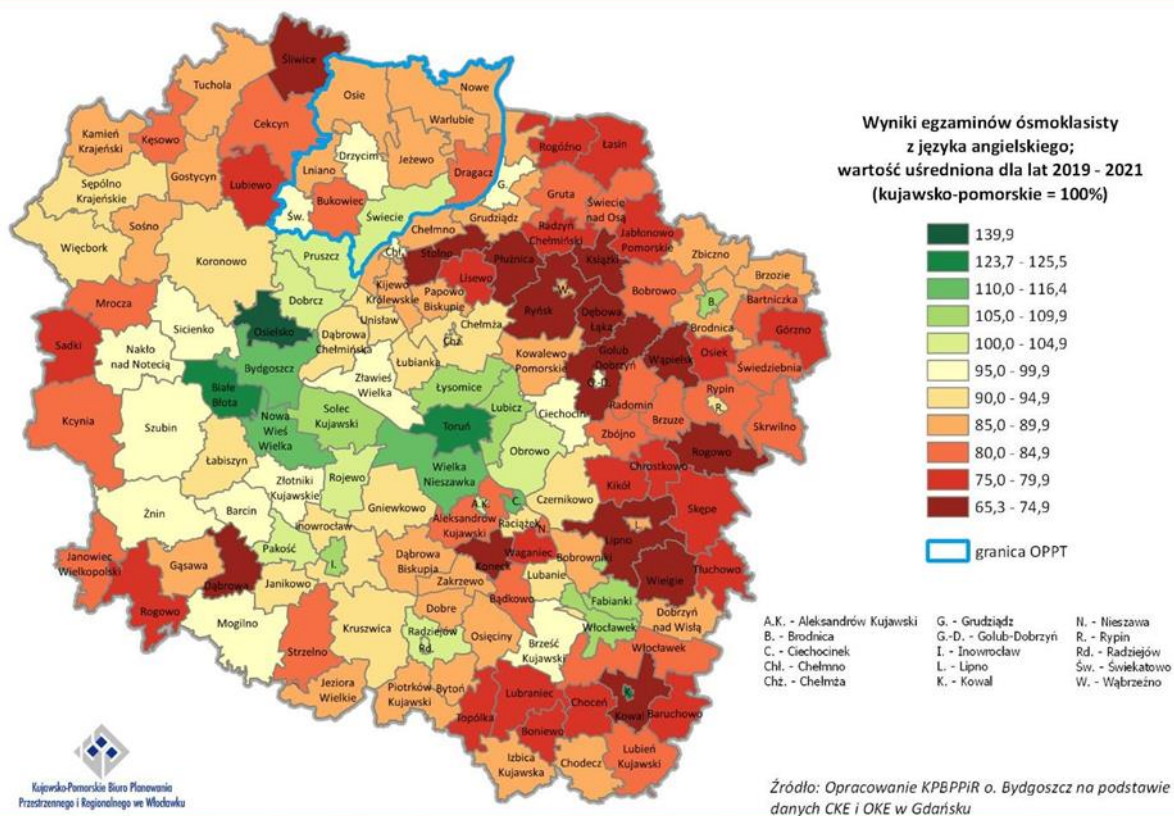 Wyniki egzaminów ósmoklasisty
z języka angielskiego;
wartość uśredniona dla lat 2019 - 2021
(kujawsko-pomorskie = 100%)
139,9
123,7 - 125,5
110,0 - 116,4
105,0 - 109,9
100,0 - 104,9
95,0 - 99,9
90,0 - 94,9
85,0 - 89,9
80,0 - 84,9
75,0 - 79,9
65,3 - 74,9
granica OPPT
Śliwice
Tuchola
Osie
Nowe
Kęsowo
Cekcyn
Warlubie
Kamień
Krajeński
Drzycim
Rogóźno
Łasin
Gostycyn
Lubiewo
Lniano
Jeżewo
Dragacz
Sępólno
Krajeńskie
Bukowiec
G.
Gruta
Św.
Świecie
Grudziądz
Świecie
nad Osą
Sośno
Więcbork
Koronowo
Pruszcz
Chełmno
Chł.
Stolno
Radzyń
Chełmiński
Jabłonowo
Pomorskie
Płużnica
Książki
Zbiczno
Brzozie
Mrocza
Dobrcz
Kijewo
Królewskie
Lisewo
Papowo
Biskupie
W.
Bobrowo
B.
Bartniczka
Sicienko
Osielsko
Unisław
Ryńsk
Dębowa
Łąka
Brodnica
Górzno
Sadki
Nakło
nad Notecią
Dąbrowa
Chełmińska
Chełmża
Chż.
Bydgoszcz
Łubianka
Kowalewo
Pomorskie
Golub
Dobrzyń
G.-D.
Wąpielsk
Osiek
Świedziebnia
Białe
Błota
Zławieś
Wielka
Łysomice
Rypin
R.
Kcynia
Szubin
Nowa
Wieś
Wielka
Solec
Kujawski
Toruń
Lubicz
Ciechocin
Radomin
Brzuze
Skrwilno
Zbójno
Łabiszyn
Wielka
Nieszawka
Obrowo
Rogowo
Rojewo
Chrostkowo
Złotniki
Kujawskie
Gniewkowo
Czernikowo
Kikół
Skępe
Żnin
Barcin
Inowrocław
A.K.
C.
Raciążek
Aleksandrów
Kujawski
N.
L.
Lipno
Pakość
I.
Dąbrowa
Biskupia
Koneck
Waganiec
Bobrowniki
Janowiec
Wielkopolski
Gąsawa
Dąbrowa
Janikowo
Zakrzewo
Lubanie
Wielgie
Tłuchowo
Rogowo
Bądkowo
Fabianki
Mogilno
Kruszwica
Dobre
Osięciny
Włocławek
Dobrzyń
nad Wisłą
Strzelno
Radziejów
Rd.
Brześć
Kujawski
Włocławek
Jeziora
Wielkie
Piotrków
Kujawski
Bytoń
Lubraniec
Choceń
K.
Kowal
Baruchowo
Topólka
Boniewo
Izbica
Kujawska
Chodecz
Lubień
Kujawski
A.K. - Aleksandrów Kujawski
B. - Brodnica
C. - Ciechocinek
Chł. - Chełmno
Chż. - Chełmża
G. - Grudziądz
G.-D. - Golub-Dobrzyń
I. - Inowrocław
L. - Lipno
K. - Kowal
N. - Nieszawa
R. - Rypin
Rd. - Radziejów
Św. - Świekatowo
W. - Wąbrzeźno
Kujawsko-Pomorskie Biuro Planowania
Przestrzennego i Regionalnego we Włocławku
Źródło: Opracowanie KPBPPiR o. Bydgoszcz na podstawie
danych CKE i OKE w Gdańsku